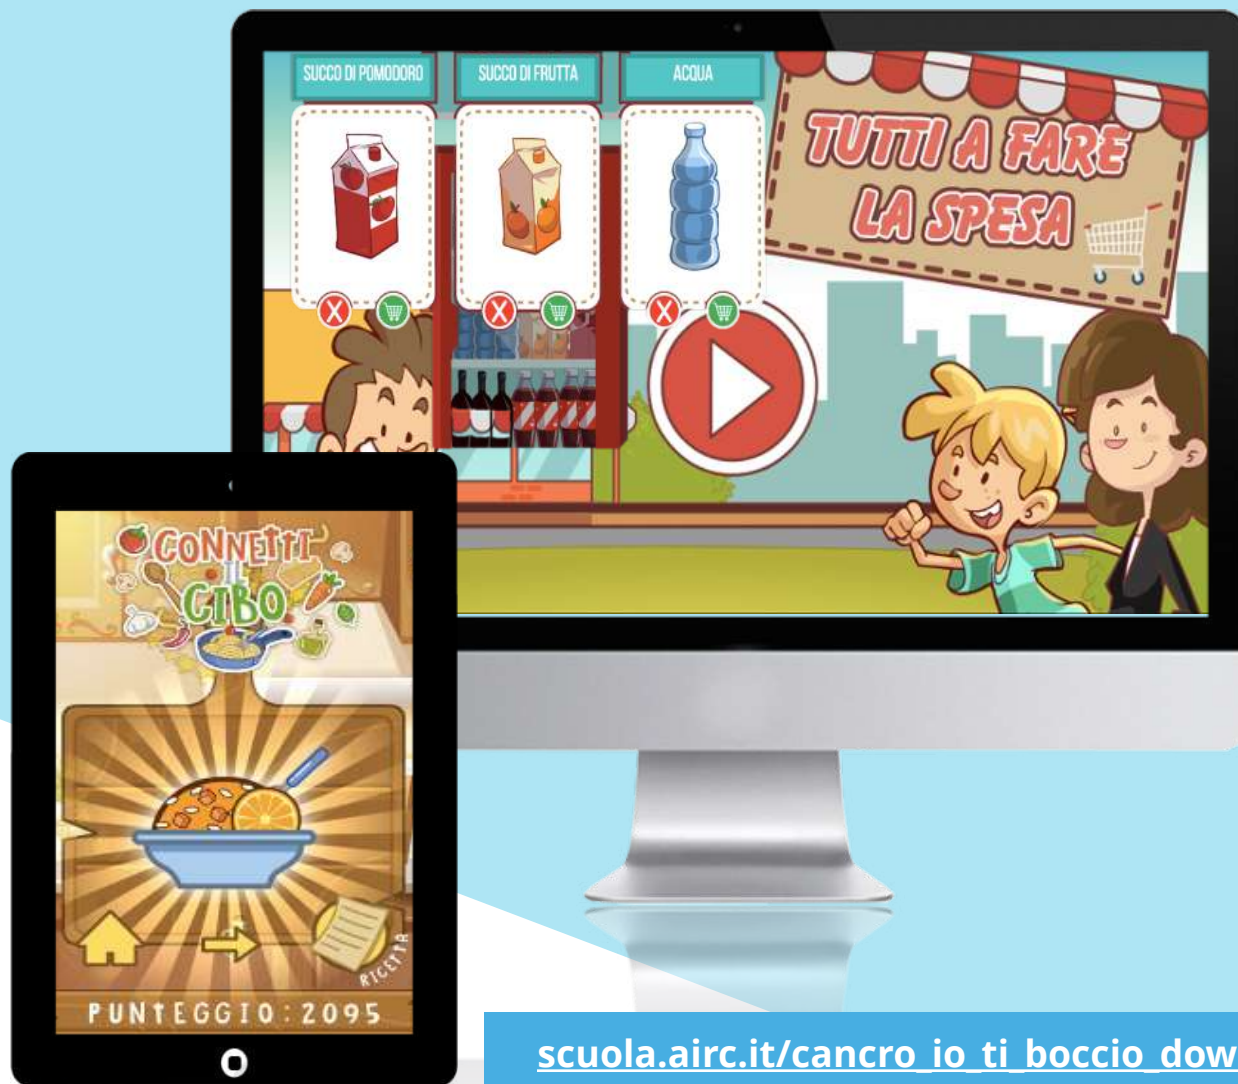 SUCCO DI POMODORO
SUCCO DI FRUTTA
ACQUA
TUTTI A FARE
LA SPESA
CONNETTI
IL
CIBO
RICETTA
PUNTEGGIO: 2095
scuola.airc.it/cancro_io_ti_boccio_dow